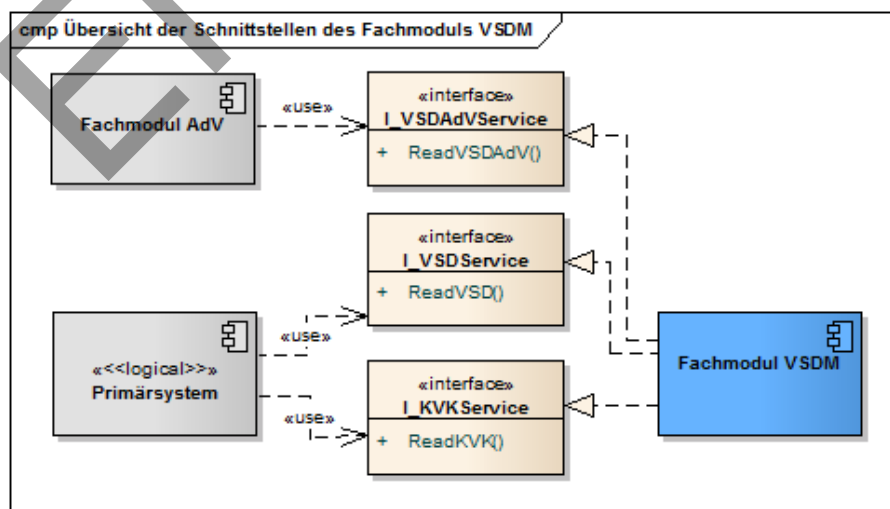 cmp Übersicht der Schnittstellen des Fachmoduls VSDM
Fachmodul AdV
«use»
«interface»
I_VSDAdVService
+ ReadVSDAdV()
«interface»
I_VSDService
+ ReadVSD()
«<<logical>>»
Primärsystem
«use»
«use»
«interface»
I_KVKService
+ ReadKVK()
Fachmodul VSDM